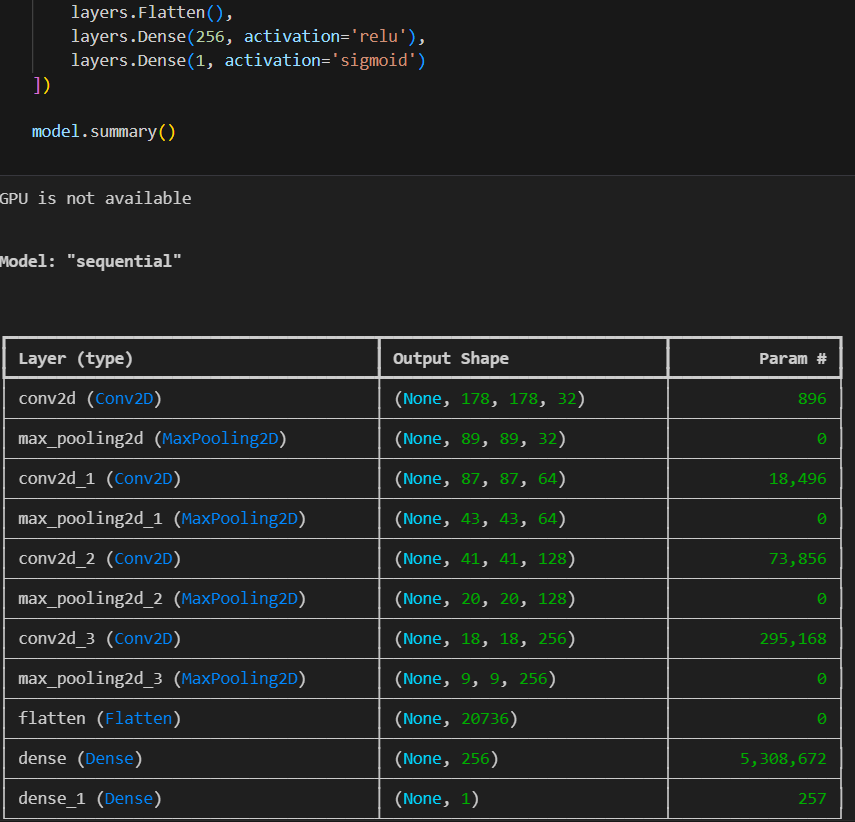 layers.Flatten(),
layers.Dense(256, activation='relu'),
layers.Dense(1, activation='sigmoid')
])
model.summary()
GPU is not available
Model: "sequential"
Layer (type) Output Shape Param #
conv2d (Conv2D) (None, 178, 178, 32) 896
max_pooling2d (MaxPooling2D) (None, 89, 89, 32) 0
conv2d_1 (Conv2D) (None, 87, 87, 64) 18,496
max_pooling2d_1 (MaxPooling2D) (None, 43, 43, 64) 0
conv2d_2 (Conv2D) (None, 41, 41, 128) 73,856
max_pooling2d_2 (MaxPooling2D) (None, 20, 20, 128) 0
conv2d_3 (Conv2D) (None, 18, 18, 256) 295,168
max_pooling2d_3 (MaxPooling2D) (None, 9, 9, 256) 0
flatten (Flatten) (None, 20736) 0
dense (Dense) (None, 256) 5,308,672
dense_1 (Dense) (None, 1) 257